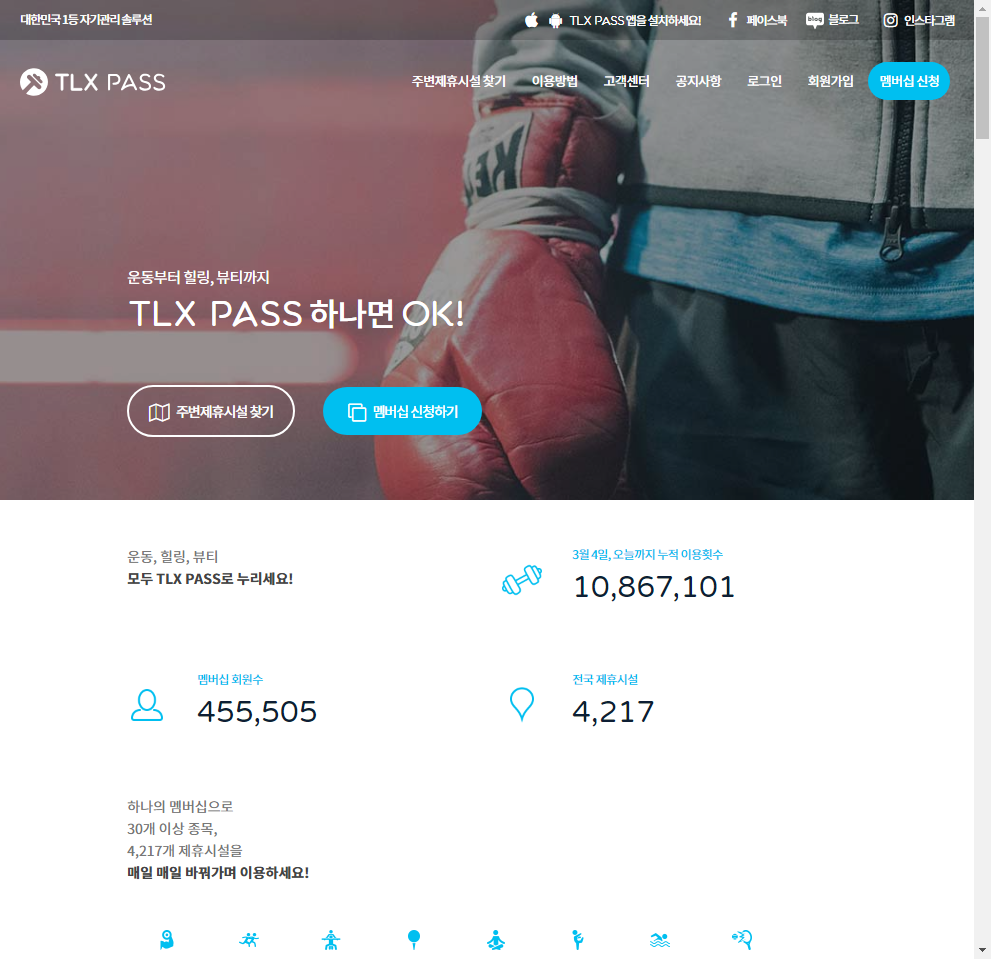 대한민국 1등 자기관리 솔루션
TLX PASS 앱을 설치하세요! 페이스북 blog 블로그 인스타그램
TLX PASS
주변제휴시설 찾기 이용방법 고객센터 공지사항 로그인 회원가입 멤버십 신청
운동부터 힐링, 뷰티까지
TLX PASS 하나면 OK!
주변제휴시설 찾기 멤버십 신청하기
운동, 힐링, 뷰티
모두 TLX PASS로 누리세요!
3월 4일, 오늘까지 누적 이용횟수
10,867,101
멤버십 회원수
455,505
전국 제휴시설
4,217
하나의 멤버십으로
30개 이상 종목,
4,217개 제휴시설을
매일 매일 바꿔가며 이용하세요!